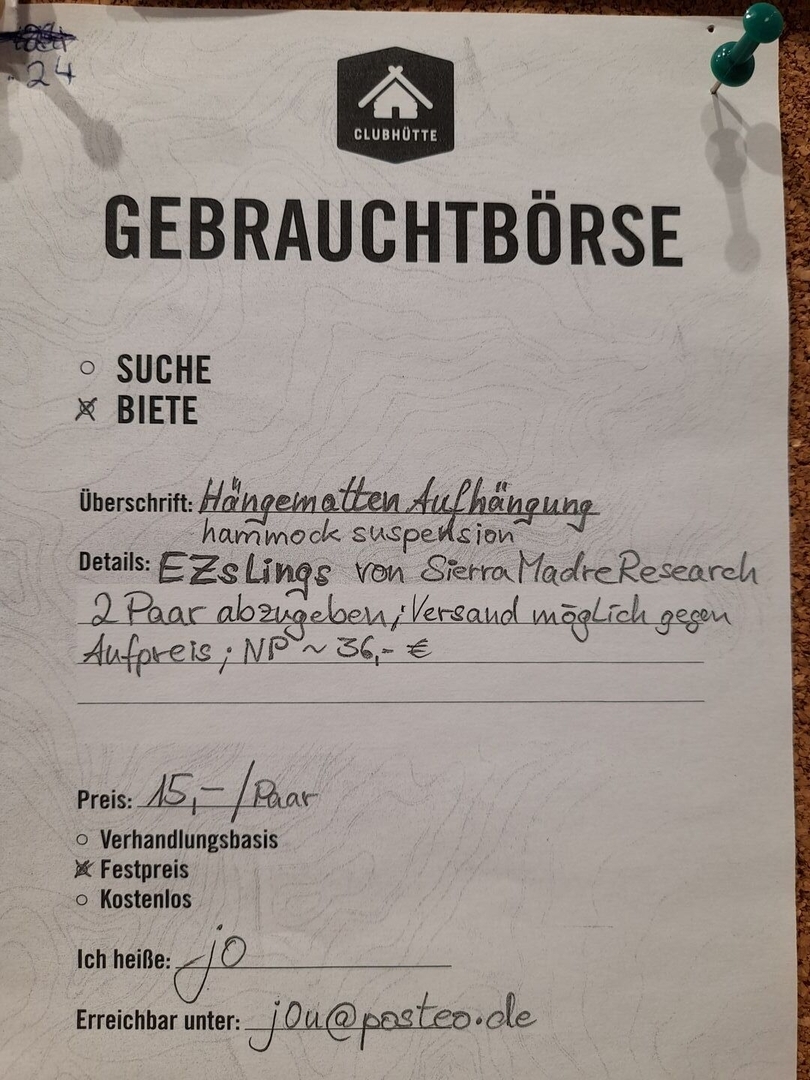 24
CLUBHÜTTE
GEBRAUCHTBÖRSE
SUCHE
BIETE
Überschrift: Hängematten Aufhängung
hammock suspension
Details: EZsLings von SierraMadreResearch
2 Paar abzugeben; Versand möglich gegen
Aufpreis; NP ~ 36,- €
Preis: 15,-/Paar
Verhandlungsbasis
Festpreis
Kostenlos
Ich heiße: jo
Erreichbar unter: jou@posteo.de